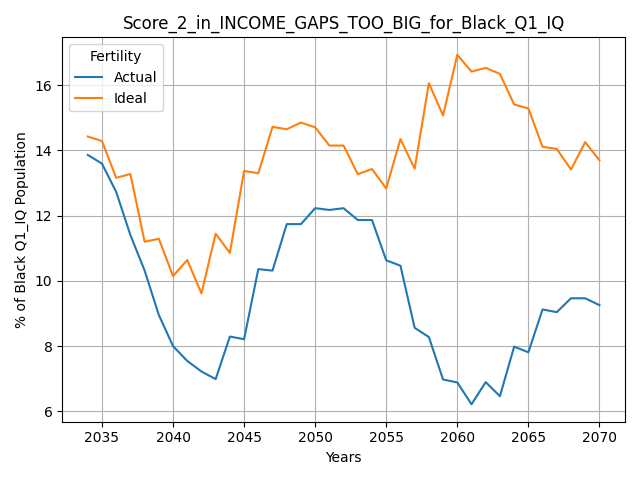 Score_2_in_INCOME_GAPS_TOO_BIG_for_Black_Q1_IQ
Fertility
Actual
Ideal
% of Black Q1_IQ Population
16
14
12
10
8
6
2035 2040 2045 2050 2055 2060 2065 2070
Years